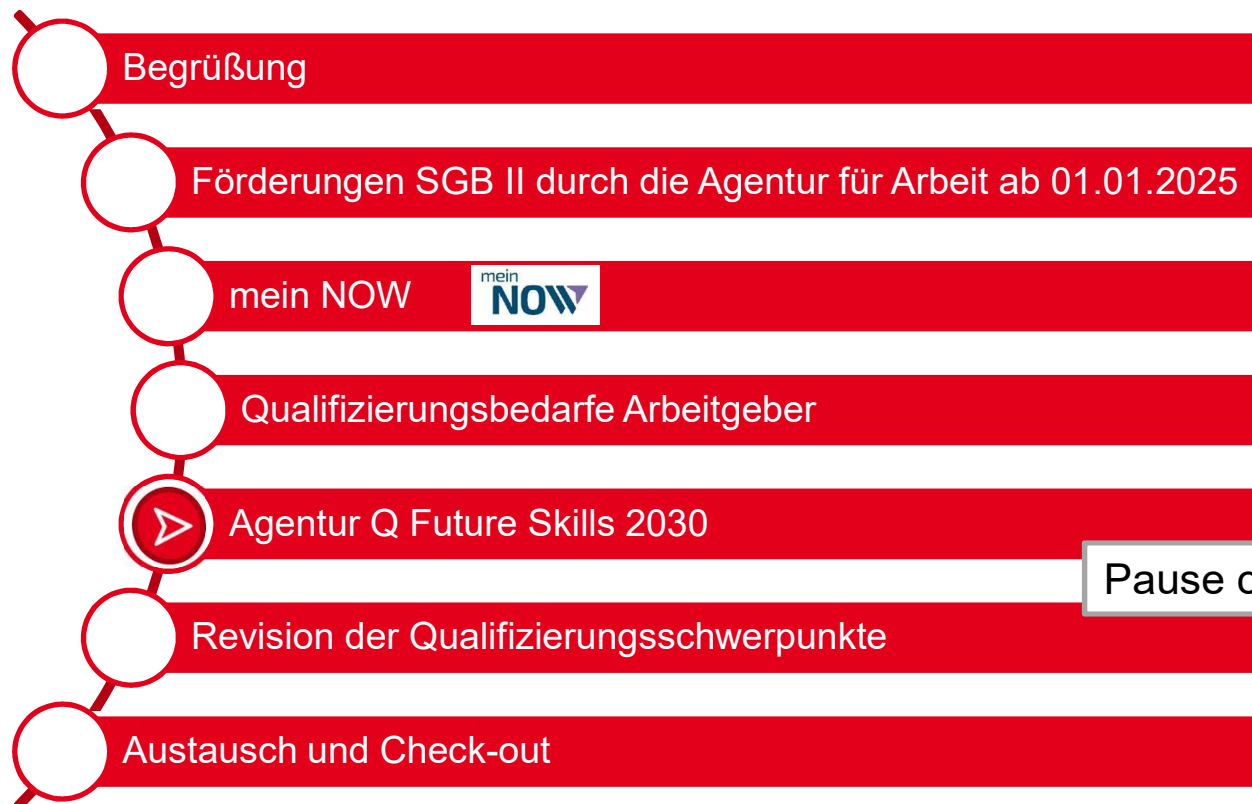 Begrüßung
Förderungen SGB II durch die Agentur für Arbeit ab 01.01.2025
mein NOW
mein
NOW
Qualifizierungsbedarfe Arbeitgeber
Agentur Q Future Skills 2030
Pause
Revision der Qualifizierungsschwerpunkte
Austausch und Check-out